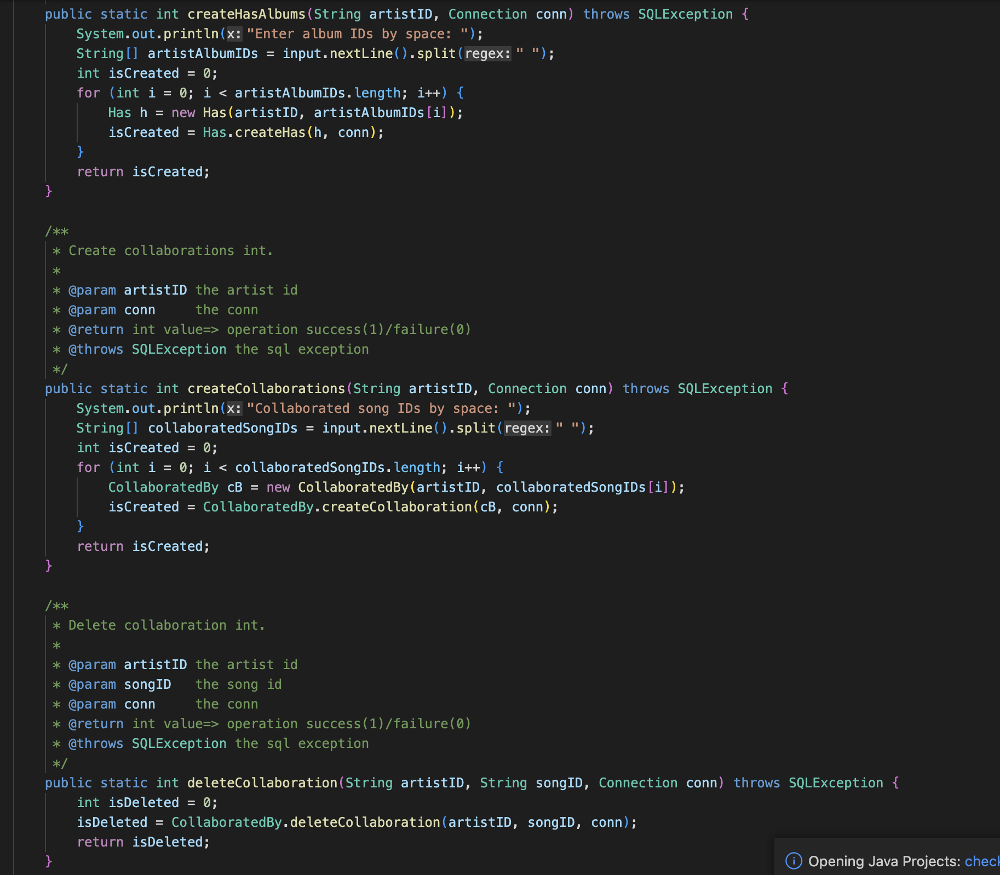 public static int createHasAlbums(String artistID, Connection conn) throws SQLException {
System.out.println(x: "Enter album IDs by space: ");
String[] artistAlbumIDs = input.nextLine().split(regex: " ");
int isCreated = 0;
for (int i = 0; i < artistAlbumIDs.length; i++) {
Has h = new Has(artistID, artistAlbumIDs[i]);
isCreated = Has.createHas(h, conn);
}
return isCreated;
}
/**
* Create collaborations int.
*
* @param artistID the artist id
* @param conn     the conn
* @return int value=> operation success(1)/failure(0)
* @throws SQLException the sql exception
*/
public static int createCollaborations(String artistID, Connection conn) throws SQLException {
System.out.println(x: "Collaborated song IDs by space: ");
String[] collaboratedSongIDs = input.nextLine().split(regex: " ");
int isCreated = 0;
for (int i = 0; i < collaboratedSongIDs.length; i++) {
CollaboratedBy cB = new CollaboratedBy(artistID, collaboratedSongIDs[i]);
isCreated = CollaboratedBy.createCollaboration(cB, conn);
}
return isCreated;
}
/**
* Delete collaboration int.
*
* @param artistID the artist id
* @param songID   the song id
* @param conn     the conn
* @return int value=> operation success(1)/failure(0)
* @throws SQLException the sql exception
*/
public static int deleteCollaboration(String artistID, String songID, Connection conn) throws SQLException {
int isDeleted = 0;
isDeleted = CollaboratedBy.deleteCollaboration(artistID, songID, conn);
return isDeleted;
}
Opening Java Projects: check